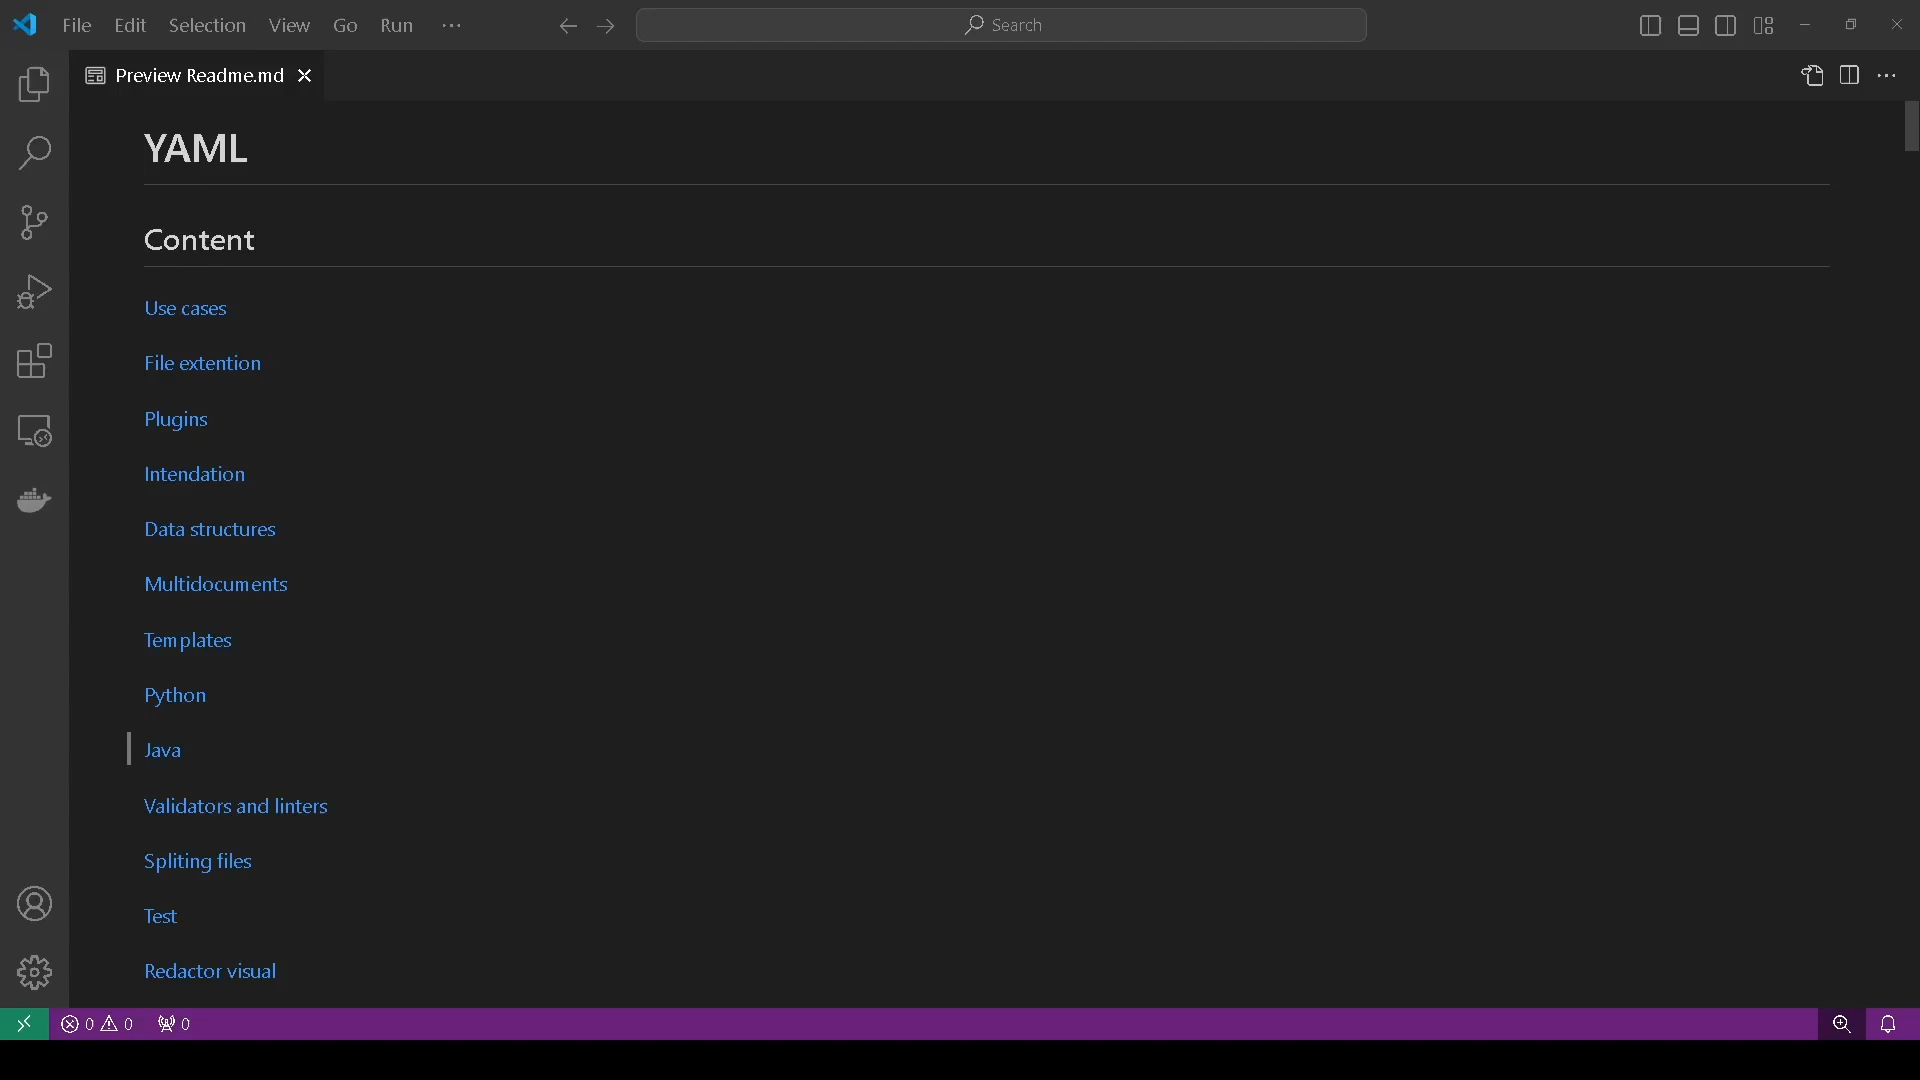 File Edit Selection View Go Run ···
Search
Preview Readme.md
YAML
Content
Use cases
File extention
Plugins
Intendation
Data structures
Multidocuments
Templates
Python
Java
Validators and linters
Spliting files
Test
Redactor visual
0 0 0